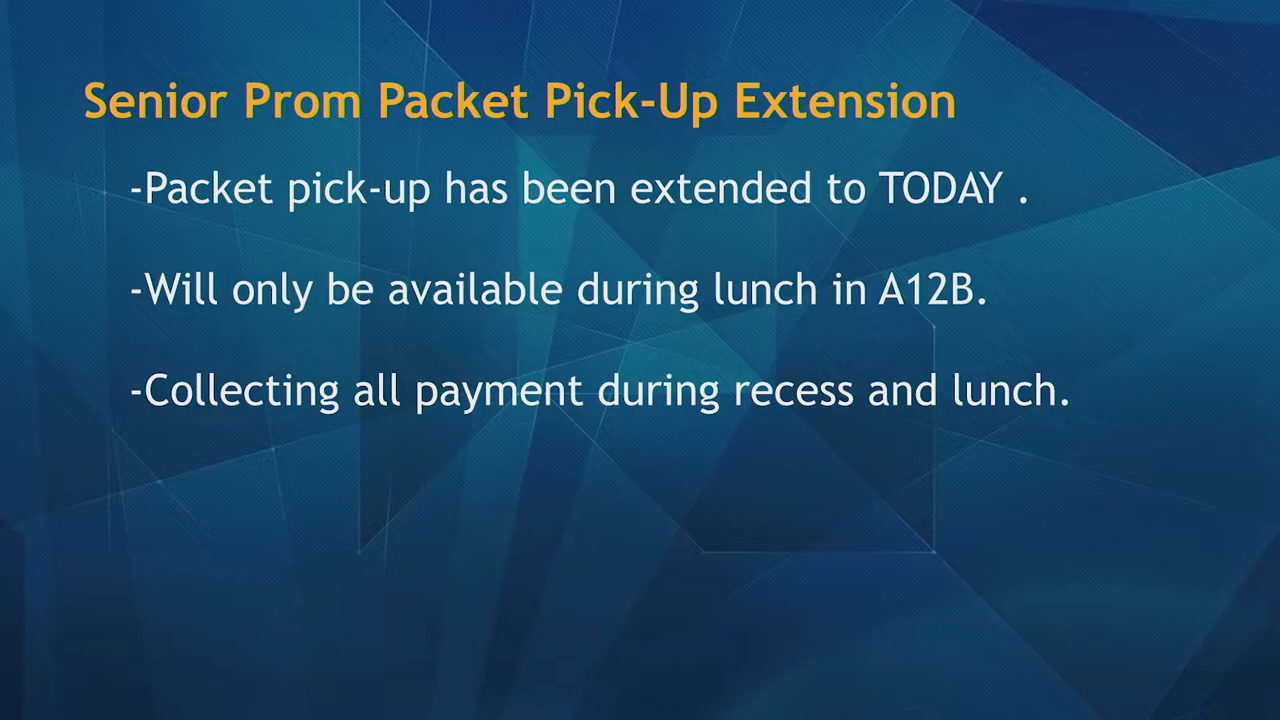 Senior Prom Packet Pick-Up Extension
-Packet pick-up has been extended to TODAY .
-Will only be available during lunch in A12B.
-Collecting all payment during recess and lunch.